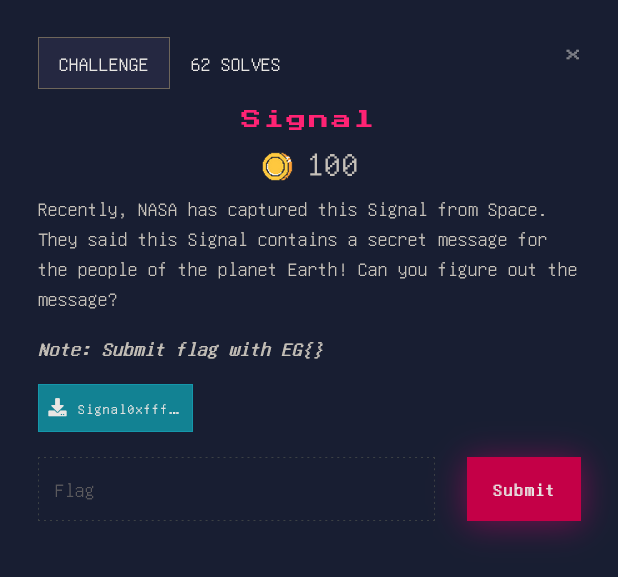 CHALLENGE
62 SOLVES
×
Signal
100
Recently, NASA has captured this Signal from Space.
They said this Signal contains a secret message for
the people of the planet Earth! Can you figure out the
message?
Note: Submit flag with EG{}
Signal0xfff…
Flag
Submit